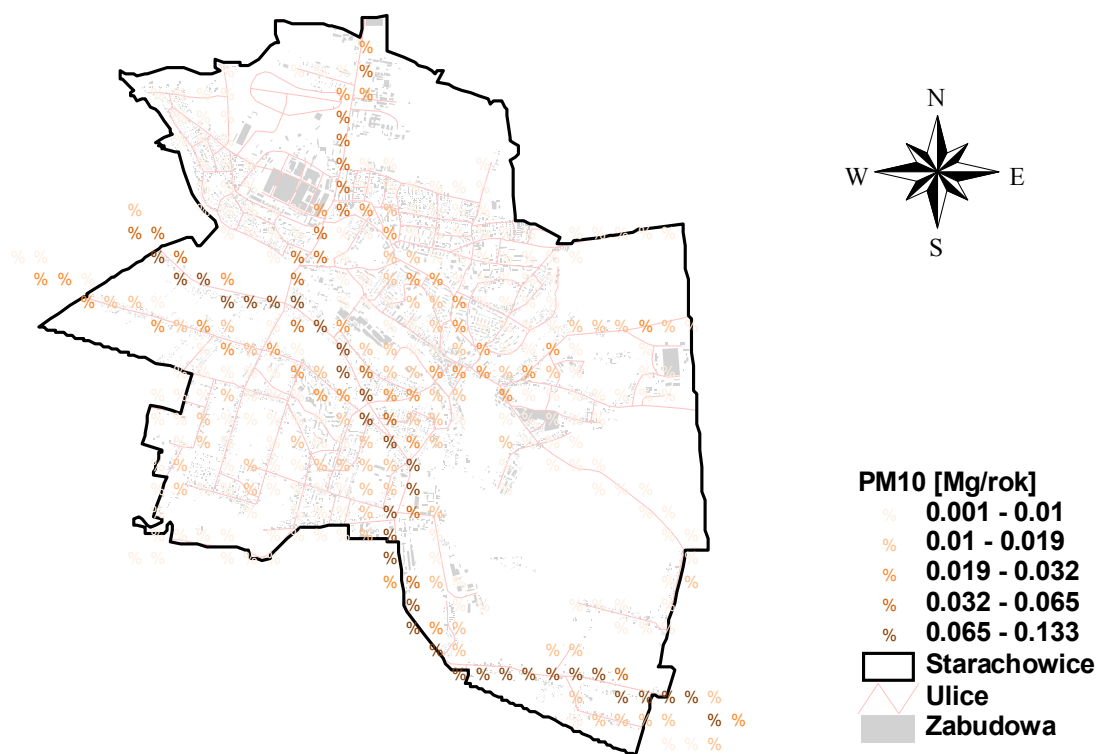 N
W E
S
PM10 [Mg/rok]
% 0.001 - 0.01
% 0.01 - 0.019
% 0.019 - 0.032
% 0.032 - 0.065
% 0.065 - 0.133
Starachowice
Ulice
Zabudowa